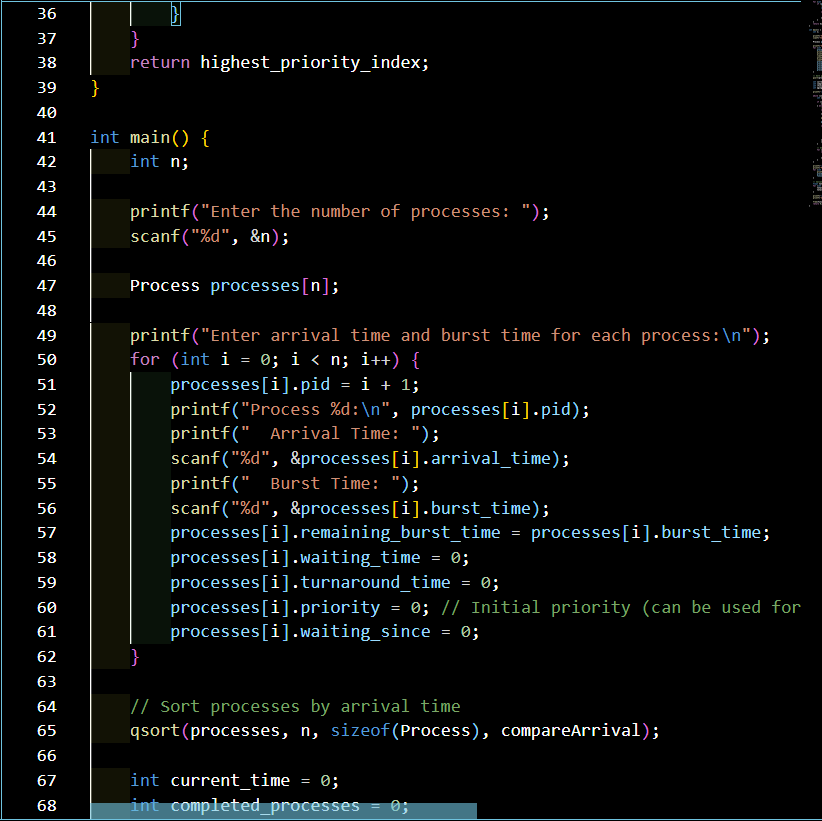 36             }
37         }
38     return highest_priority_index;
39 }
40
41 int main() {
42     int n;
43
44     printf("Enter the number of processes: ");
45     scanf("%d", &n);
46
47     Process processes[n];
48
49     printf("Enter arrival time and burst time for each process:\n");
50     for (int i = 0; i < n; i++) {
51         processes[i].pid = i + 1;
52         printf("Process %d:\n", processes[i].pid);
53         printf("  Arrival Time: ");
54         scanf("%d", &processes[i].arrival_time);
55         printf("  Burst Time: ");
56         scanf("%d", &processes[i].burst_time);
57         processes[i].remaining_burst_time = processes[i].burst_time;
58         processes[i].waiting_time = 0;
59         processes[i].turnaround_time = 0;
60         processes[i].priority = 0; // Initial priority (can be used for
61         processes[i].waiting_since = 0;
62     }
63
64     // Sort processes by arrival time
65     qsort(processes, n, sizeof(Process), compareArrival);
66
67     int current_time = 0;
68     int completed_processes = 0;